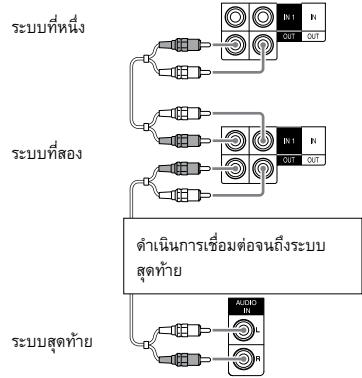 ระบบที่หนึ่ง
IN 1 IN
OUT OUT
ระบบที่สอง
IN 1 IN
OUT OUT
ดำเนินการเชื่อมต่อจนถึงระบบ
สุดท้าย
AUDIO
IN
L
ระบบสุดท้าย
R